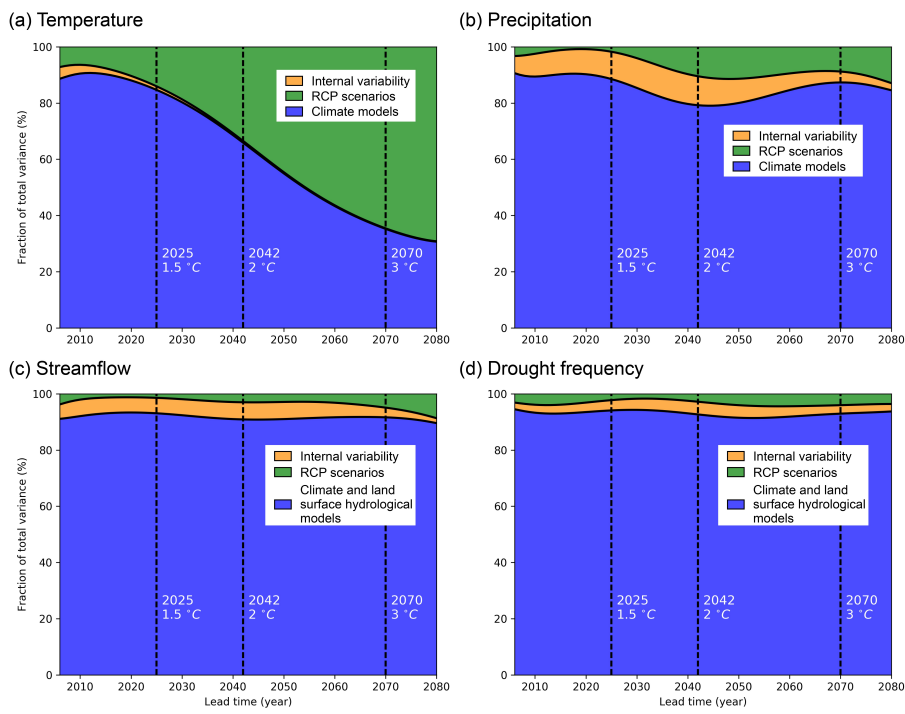 (a) Temperature
100
80
60
40
20
0
Fraction of total variance (%)
Internal variability
RCP scenarios
Climate models
2025
1.5 °C
2042
2 °C
2070
3 °C
2010 2020 2030 2040 2050 2060 2070 2080
(b) Precipitation
100
80
60
40
20
0
Internal variability
RCP scenarios
Climate models
2025
1.5 °C
2042
2 °C
2070
3 °C
2010 2020 2030 2040 2050 2060 2070 2080
(c) Streamflow
100
80
60
40
20
0
Fraction of total variance (%)
Internal variability
RCP scenarios
Climate and land
surface hydrological
models
2025
1.5 °C
2042
2 °C
2070
3 °C
2010 2020 2030 2040 2050 2060 2070 2080
Lead time (year)
(d) Drought frequency
100
80
60
40
20
0
Internal variability
RCP scenarios
Climate and land
surface hydrological
models
2025
1.5 °C
2042
2 °C
2070
3 °C
2010 2020 2030 2040 2050 2060 2070 2080
Lead time (year)